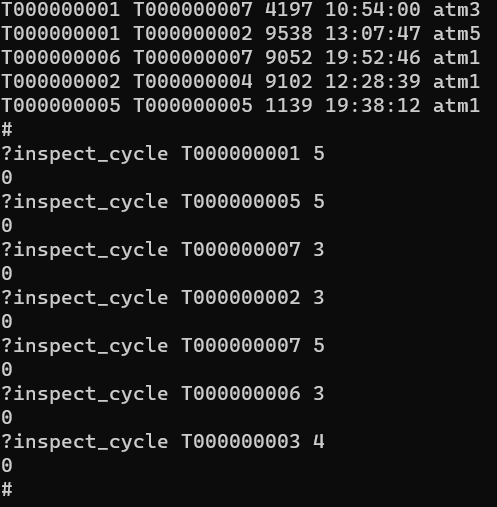 T000000001 T000000007 4197 10:54:00 atm3
T000000001 T000000002 9538 13:07:47 atm5
T000000006 T000000007 9052 19:52:46 atm1
T000000002 T000000004 9102 12:28:39 atm1
T000000005 T000000005 1139 19:38:12 atm1
#
?inspect_cycle T000000001 5
0
?inspect_cycle T000000005 5
0
?inspect_cycle T000000007 3
0
?inspect_cycle T000000002 3
0
?inspect_cycle T000000007 5
0
?inspect_cycle T000000006 3
0
?inspect_cycle T000000003 4
0
#